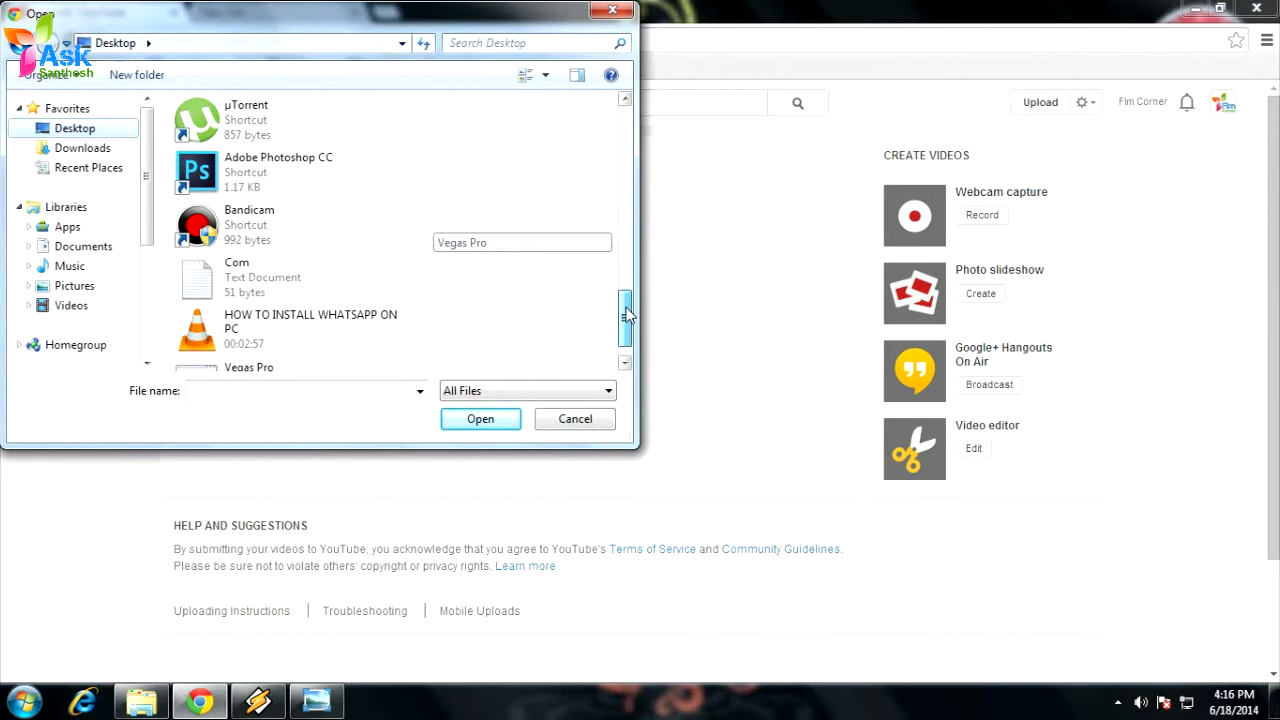 Open
Ask
Santhosh
Desktop
Search Desktop
Organize
New folder
Favorites
Desktop
Downloads
Recent Places
Libraries
Apps
Documents
Music
Pictures
Videos
Homegroup
µTorrent
Shortcut
857 bytes
Adobe Photoshop CC
Shortcut
1.17 KB
Bandicam
Shortcut
992 bytes
Com
Text Document
51 bytes
HOW TO INSTALL WHATSAPP ON
PC
00:02:57
Vegas Pro
Vegas Pro
File name:
All Files
Open
Cancel
Upload
Flm Corner
CREATE VIDEOS
Webcam capture
Record
Photo slideshow
Create
Google+ Hangouts
On Air
Broadcast
Video editor
Edit
HELP AND SUGGESTIONS
By submitting your videos to YouTube, you acknowledge that you agree to YouTube's Terms of Service and Community Guidelines.
Please be sure not to violate others' copyright or privacy rights. Learn more
Uploading Instructions
Troubleshooting
Mobile Uploads
4:16 PM
6/18/2014